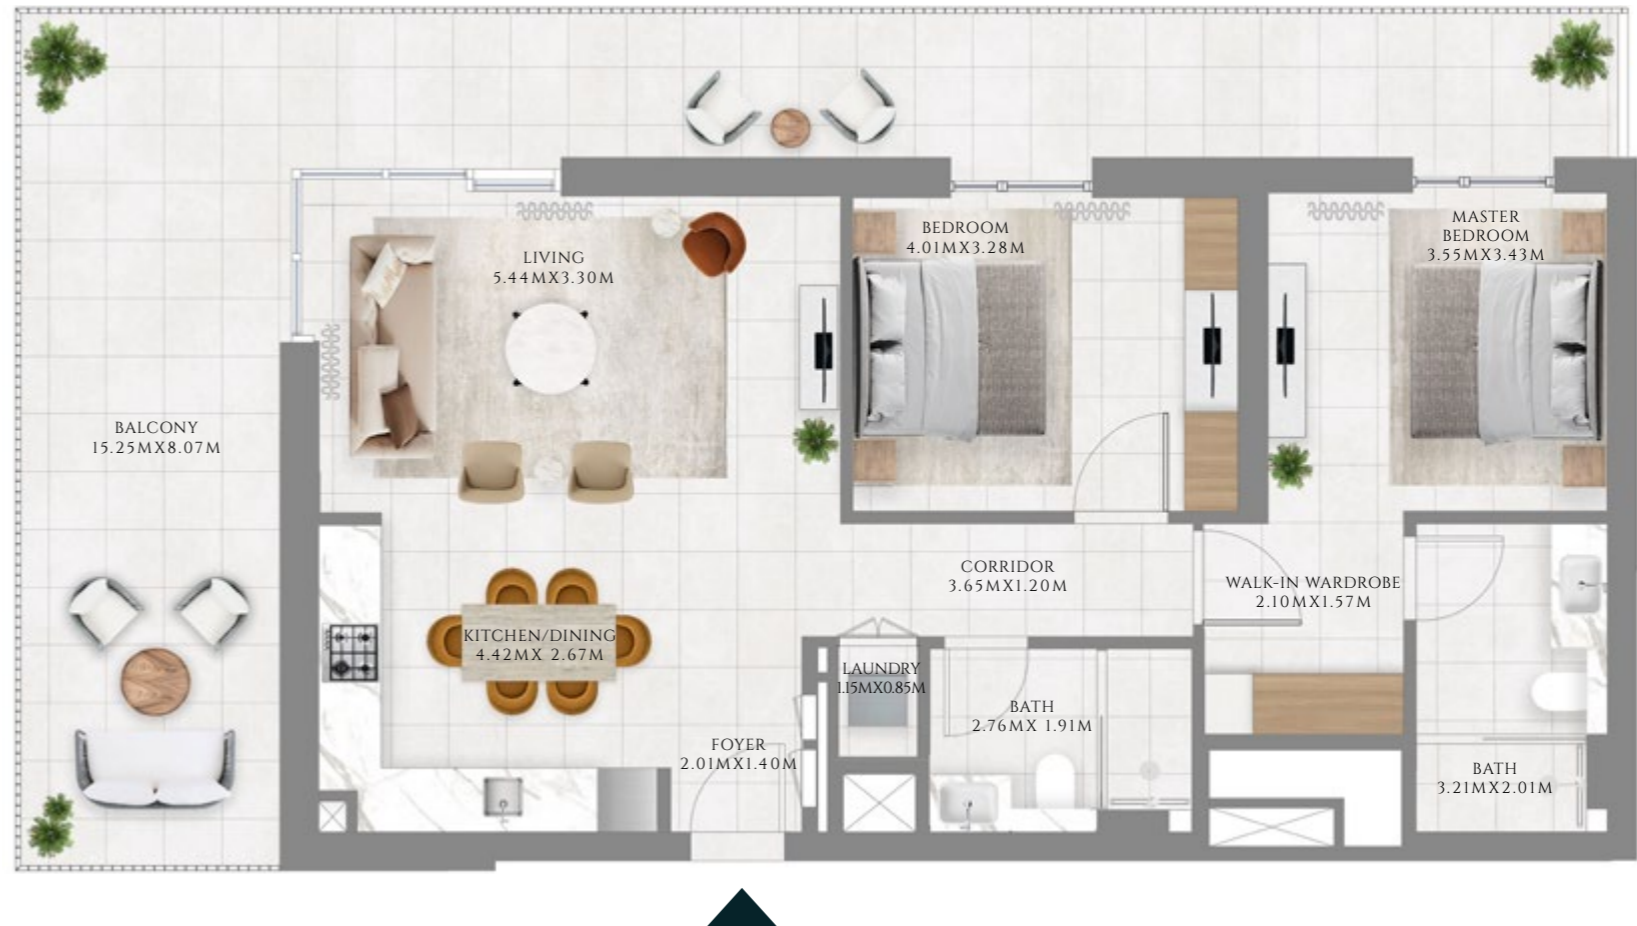 BEDROOM
4.01MX3.28M
MASTER
BEDROOM
3.55MX3.43M
LIVING
5.44MX3.30M
BALCONY
15.25MX8.07M
CORRIDOR
3.65MX1.20M
WALK-IN WARDROBE
2.10MX1.57M
KITCHEN/DINING
4.42MX 2.67M
LAUNDRY
1.15MX0.85M
BATH
2.76MX 1.91M
FOYER
2.01MX1.40M
BATH
3.21MX2.01M